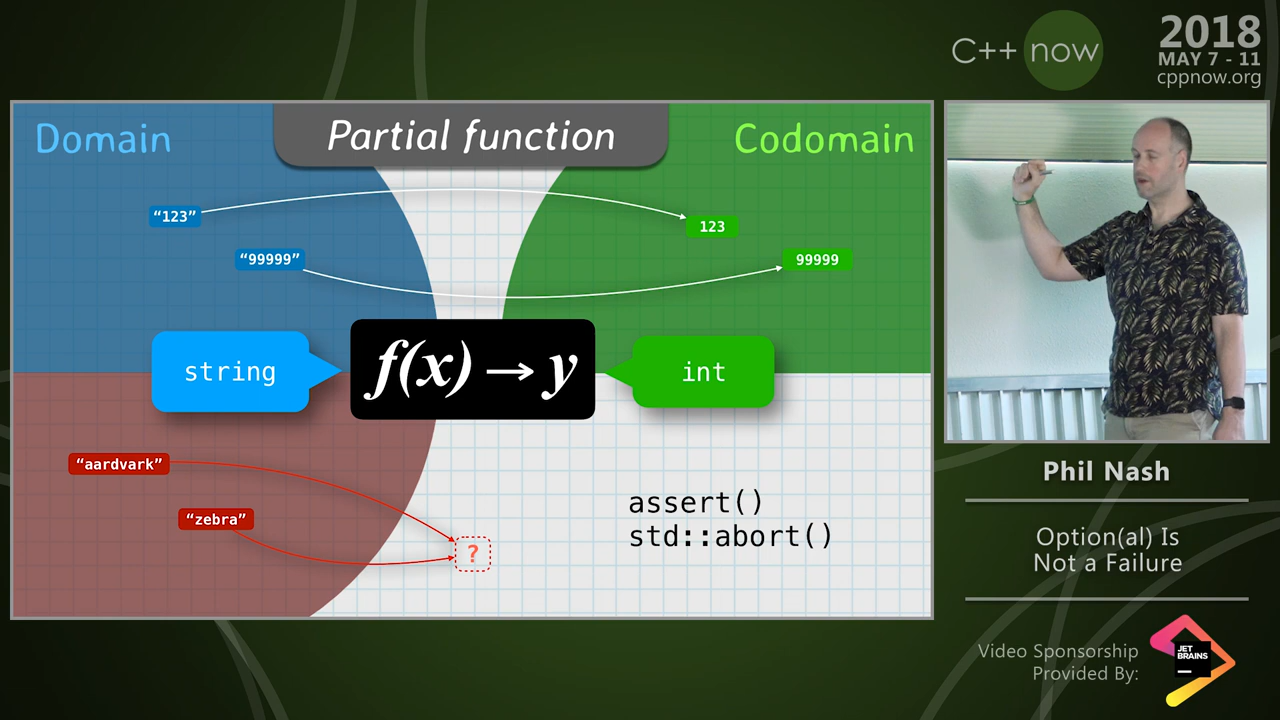 C++ now
2018
MAY 7 - 11
cppnow.org
Domain
Partial function
Codomain
“123”
123
“99999”
99999
string
f(x) → y
int
“aardvark”
“zebra”
?
assert()
std::abort()
Phil Nash
Option(al) Is
Not a Failure
Video Sponsorship
Provided By:
JET
BRAINS